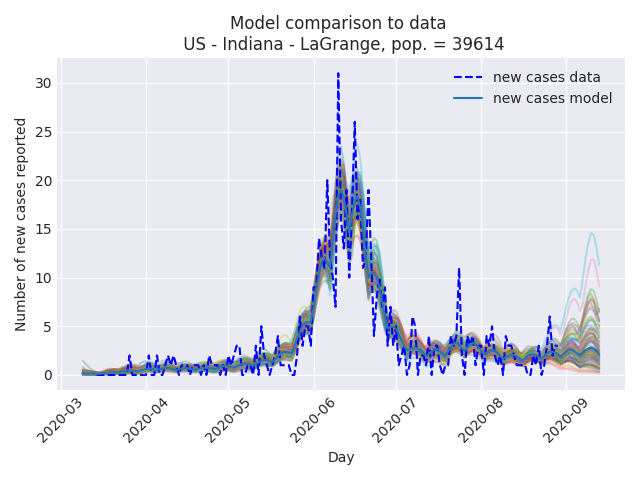 Model comparison to data
US - Indiana - LaGrange, pop. = 39614
new cases data
new cases model
Number of new cases reported
30
25
20
15
10
5
0
2020-03
2020-04
2020-05
2020-06
2020-07
2020-08
2020-09
Day